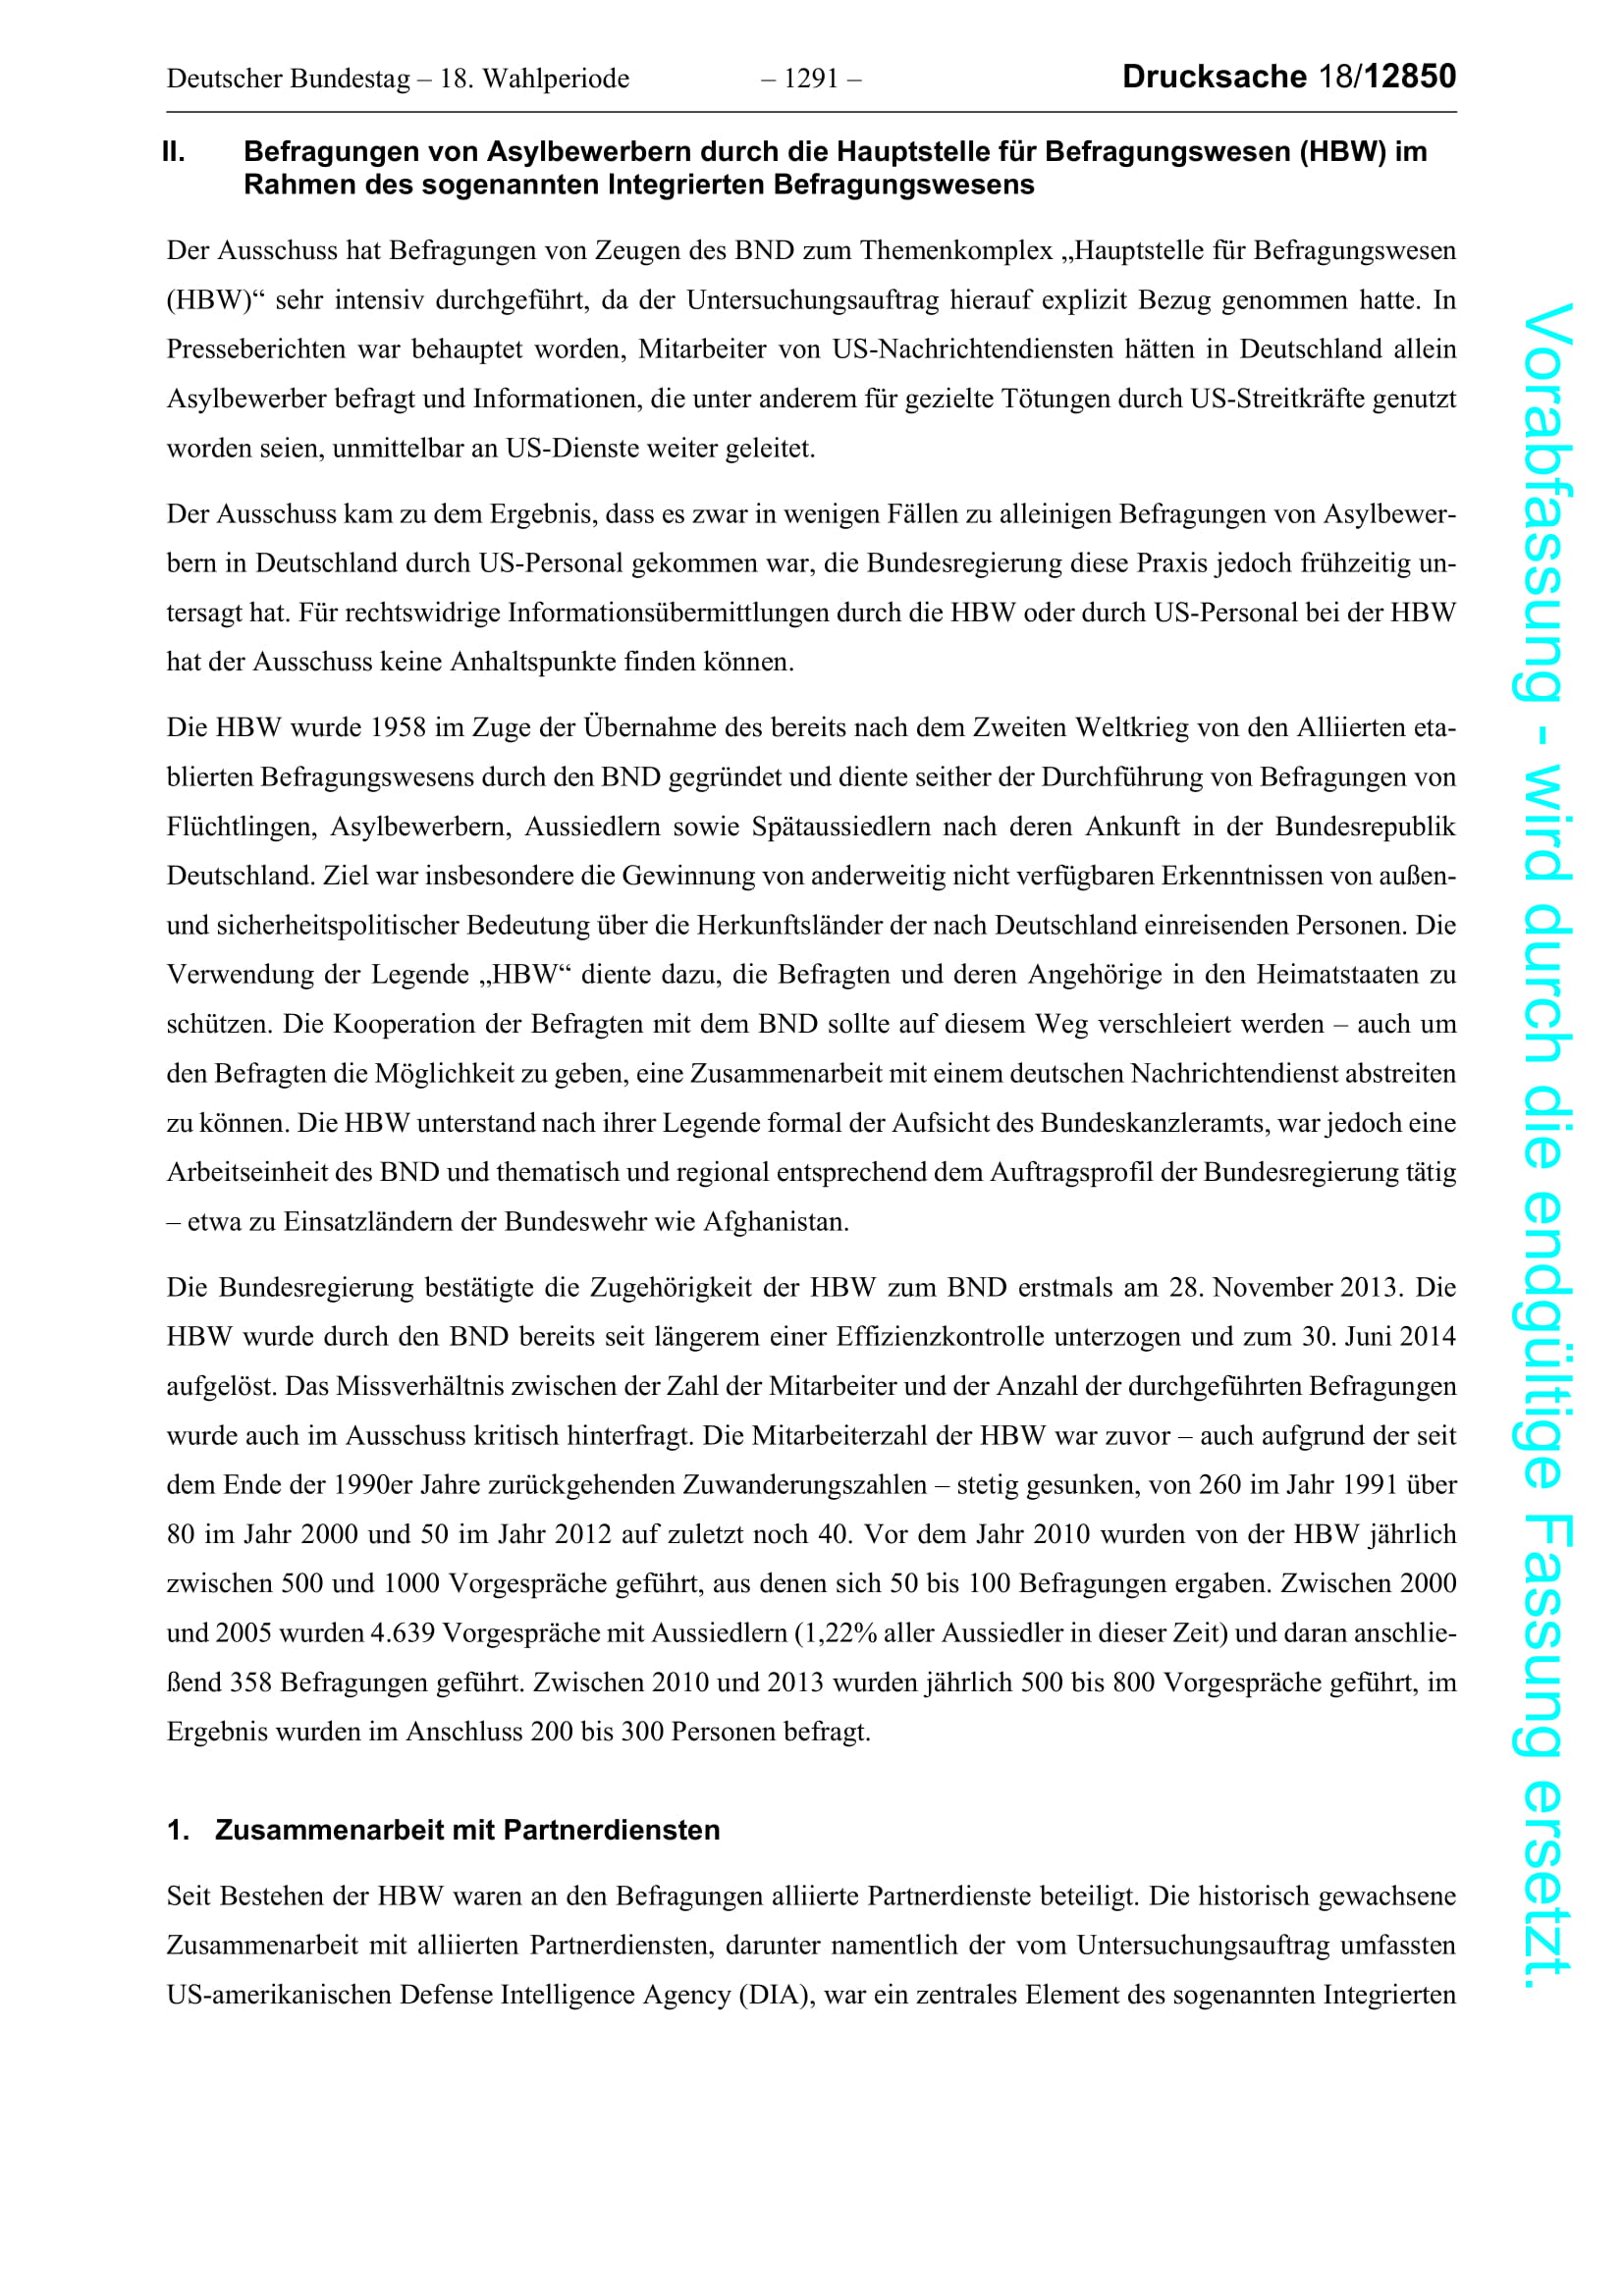 Deutscher Bundestag – 18. Wahlperiode – 1291 – Drucksache 18/12850
II. Befragungen von Asylbewerbern durch die Hauptstelle für Befragungswesen (HBW) im
Rahmen des sogenannten Integrierten Befragungswesens
Der Ausschuss hat Befragungen von Zeugen des BND zum Themenkomplex „Hauptstelle für Befragungswesen
(HBW)“ sehr intensiv durchgeführt, da der Untersuchungsauftrag hierauf explizit Bezug genommen hatte. In
Presseberichten war behauptet worden, Mitarbeiter von US-Nachrichtendiensten hätten in Deutschland allein
Asylbewerber befragt und Informationen, die unter anderem für gezielte Tötungen durch US-Streitkräfte genutzt
worden seien, unmittelbar an US-Dienste weiter geleitet.
Der Ausschuss kam zu dem Ergebnis, dass es zwar in wenigen Fällen zu alleinigen Befragungen von Asylbewer-
bern in Deutschland durch US-Personal gekommen war, die Bundesregierung diese Praxis jedoch frühzeitig un-
tersagt hat. Für rechtswidrige Informationsübermittlungen durch die HBW oder durch US-Personal bei der HBW
hat der Ausschuss keine Anhaltspunkte finden können.
Die HBW wurde 1958 im Zuge der Übernahme des bereits nach dem Zweiten Weltkrieg von den Alliierten eta-
blierten Befragungswesens durch den BND gegründet und diente seither der Durchführung von Befragungen von
Flüchtlingen, Asylbewerbern, Aussiedlern sowie Spätaussiedlern nach deren Ankunft in der Bundesrepublik
Deutschland. Ziel war insbesondere die Gewinnung von anderweitig nicht verfügbaren Erkenntnissen von außen-
und sicherheitspolitischer Bedeutung über die Herkunftsländer der nach Deutschland einreisenden Personen. Die
Verwendung der Legende „HBW“ diente dazu, die Befragten und deren Angehörige in den Heimatstaaten zu
schützen. Die Kooperation der Befragten mit dem BND sollte auf diesem Weg verschleiert werden – auch um
den Befragten die Möglichkeit zu geben, eine Zusammenarbeit mit einem deutschen Nachrichtendienst abstreiten
zu können. Die HBW unterstand nach ihrer Legende formal der Aufsicht des Bundeskanzleramts, war jedoch eine
Arbeitseinheit des BND und thematisch und regional entsprechend dem Auftragsprofil der Bundesregierung tätig
– etwa zu Einsatzländern der Bundeswehr wie Afghanistan.
Die Bundesregierung bestätigte die Zugehörigkeit der HBW zum BND erstmals am 28. November 2013. Die
HBW wurde durch den BND bereits seit längerem einer Effizienzkontrolle unterzogen und zum 30. Juni 2014
aufgelöst. Das Missverhältnis zwischen der Zahl der Mitarbeiter und der Anzahl der durchgeführten Befragungen
wurde auch im Ausschuss kritisch hinterfragt. Die Mitarbeiterzahl der HBW war zuvor – auch aufgrund der seit
dem Ende der 1990er Jahre zurückgehenden Zuwanderungszahlen – stetig gesunken, von 260 im Jahr 1991 über
80 im Jahr 2000 und 50 im Jahr 2012 auf zuletzt noch 40. Vor dem Jahr 2010 wurden von der HBW jährlich
zwischen 500 und 1000 Vorgespräche geführt, aus denen sich 50 bis 100 Befragungen ergaben. Zwischen 2000
und 2005 wurden 4.639 Vorgespräche mit Aussiedlern (1,22% aller Aussiedler in dieser Zeit) und daran anschlie-
ßend 358 Befragungen geführt. Zwischen 2010 und 2013 wurden jährlich 500 bis 800 Vorgespräche geführt, im
Ergebnis wurden im Anschluss 200 bis 300 Personen befragt.
1. Zusammenarbeit mit Partnerdiensten
Seit Bestehen der HBW waren an den Befragungen alliierte Partnerdienste beteiligt. Die historisch gewachsene
Zusammenarbeit mit alliierten Partnerdiensten, darunter namentlich der vom Untersuchungsauftrag umfassten
US-amerikanischen Defense Intelligence Agency (DIA), war ein zentrales Element des sogenannten Integrierten
Vorabfassung - wird durch die endgültige Fassung ersetzt.